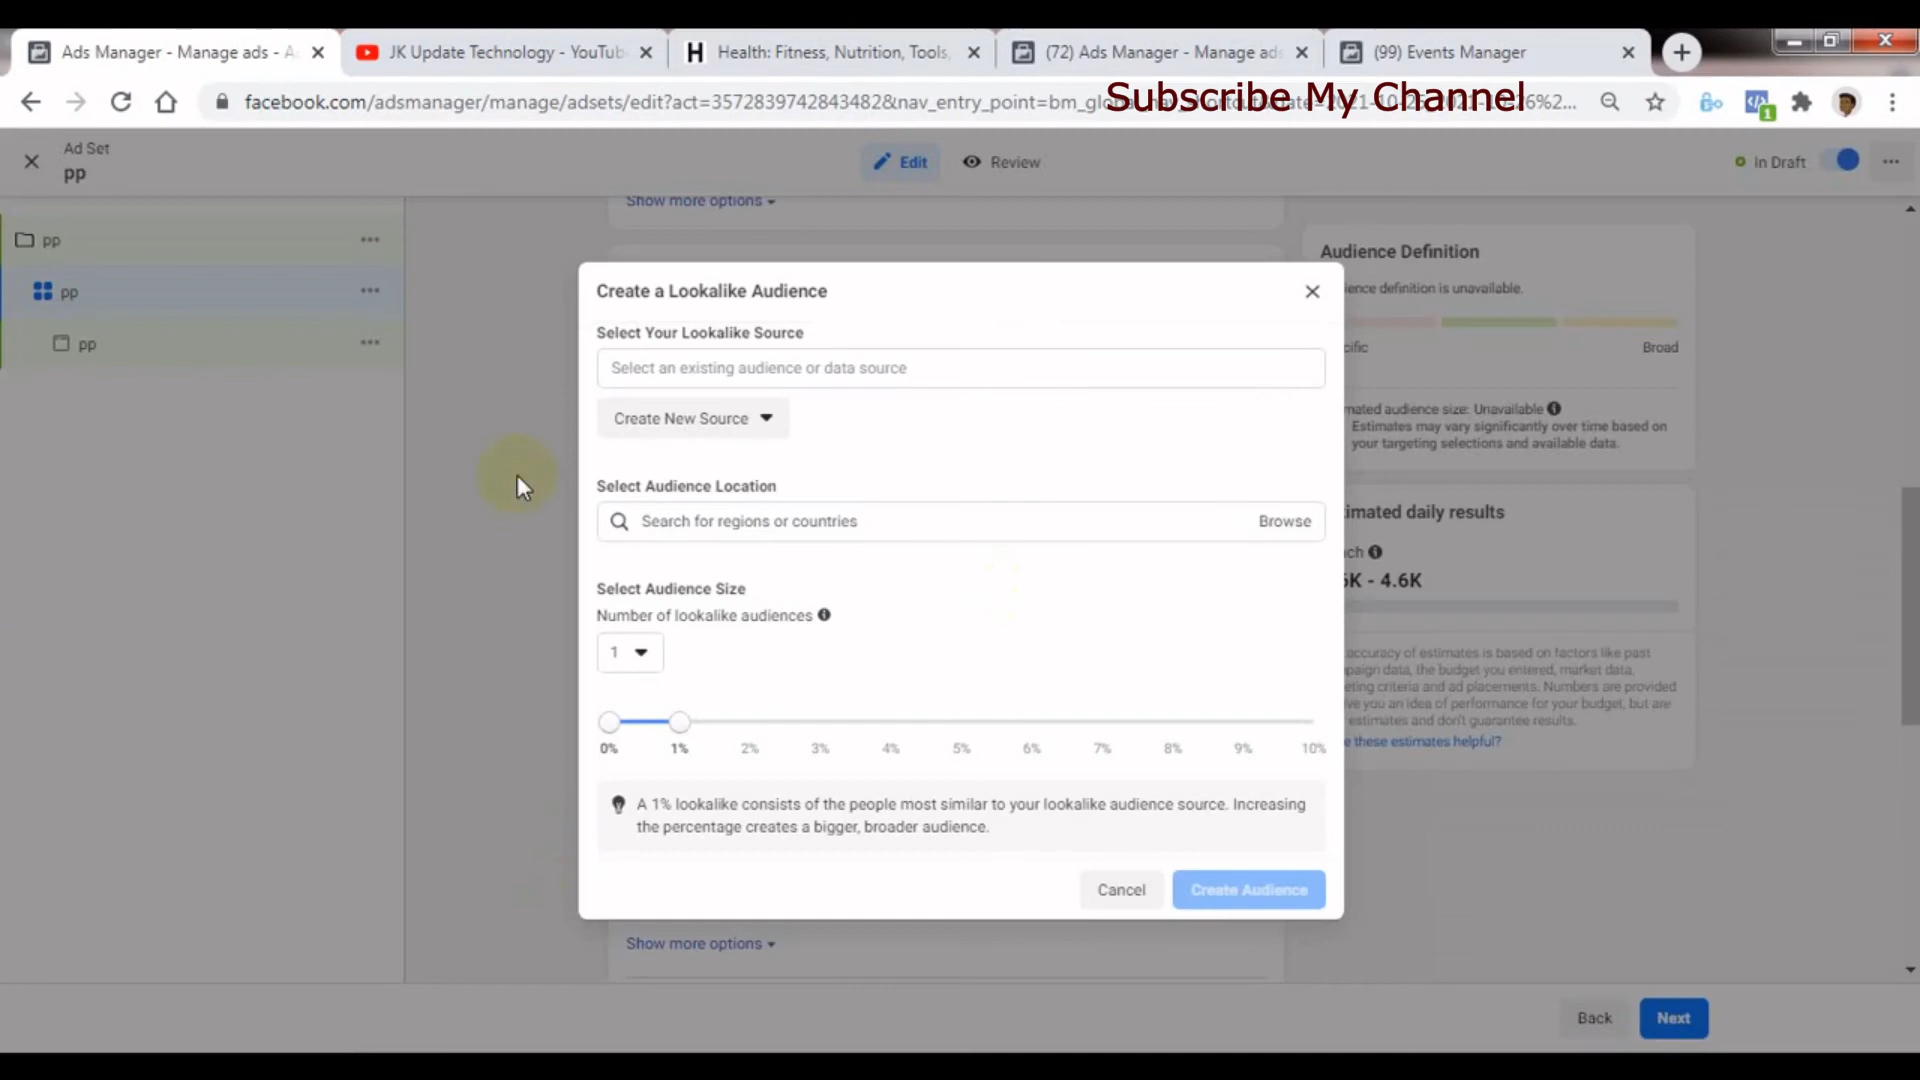 Ads Manager - Manage ads - A
JK Update Technology - YouTub
Health: Fitness, Nutrition, Tools,
(72) Ads Manager - Manage ads
(99) Events Manager
facebook.com/adsmanager/manage/adsets/edit?act=3572839742843482&nav_entry_point=bm_glo
Subscribe My Channel
Ad Set
pp
Edit
Review
In Draft
Show more options
pp
pp
pp
Audience Definition
ence definition is unavailable.
cific
Broad
mated audience size: Unavailable
Estimates may vary significantly over time based on
your targeting selections and available data.
Create a Lookalike Audience
Select Your Lookalike Source
Select an existing audience or data source
Create New Source
Select Audience Location
Search for regions or countries
Browse
Select Audience Size
Number of lookalike audiences
1
0% 1% 2% 3% 4% 5% 6% 7% 8% 9% 10%
A 1% lookalike consists of the people most similar to your lookalike audience source. Increasing
the percentage creates a bigger, broader audience.
Cancel
Create Audience
imated daily results
ch
K - 4.6K
accuracy of estimates is based on factors like past
paign data, the budget you entered, market data,
eting criteria and ad placements. Numbers are provided
ve you an idea of performance for your budget, but are
estimates and don't guarantee results.
e these estimates helpful?
Show more options
Back
Next